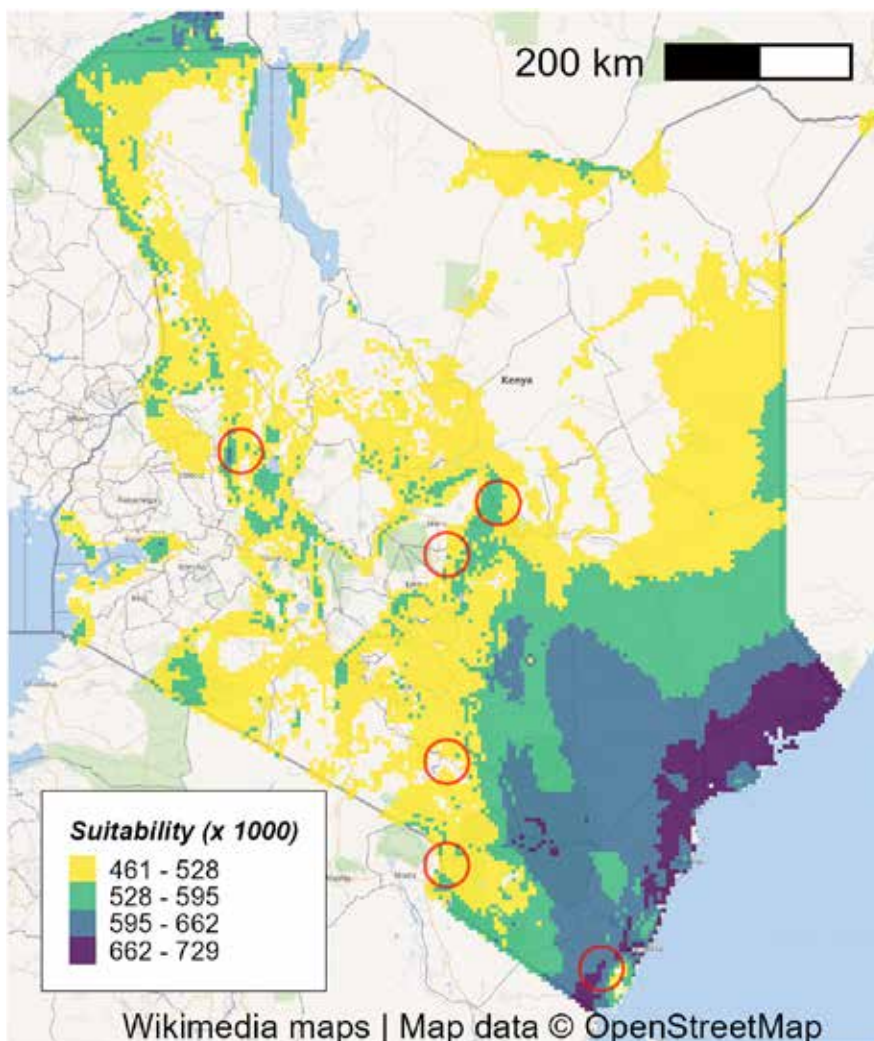 200 km
Kenya
Suitability (x 1000)
461 - 528
528 - 595
595 - 662
662 - 729
Wikimedia maps | Map data © OpenStreetMap